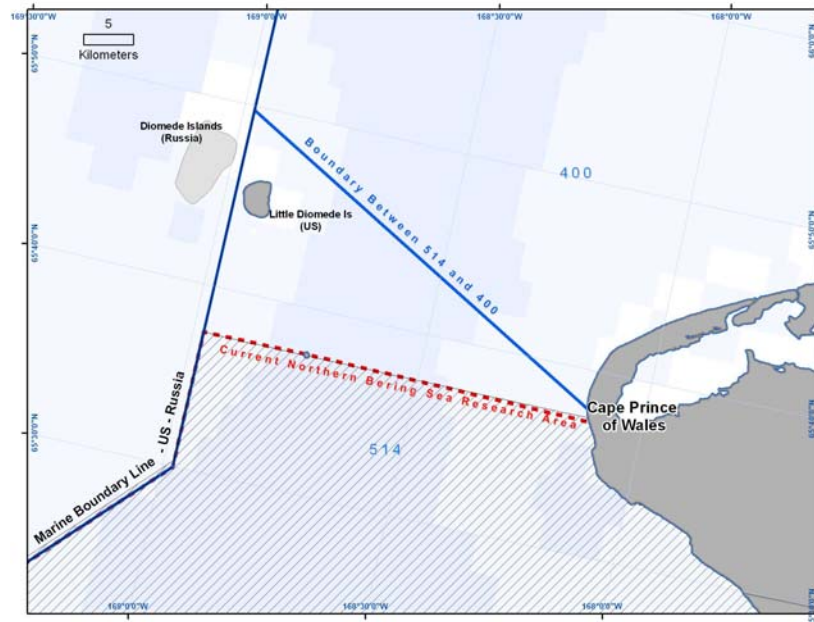 169°30'0"W
169°0'0"W
168°30'0"W
168°0'0"W
5
Kilometers
Diomede Islands
(Russia)
Little Diomede Is
(US)
400
Boundary Between 514 and 400
Current Northern Bering Sea Research Area
Cape Prince
of Wales
514
Marine Boundary Line - US - Russia
169°0'0"W
168°30'0"W
168°0'0"W